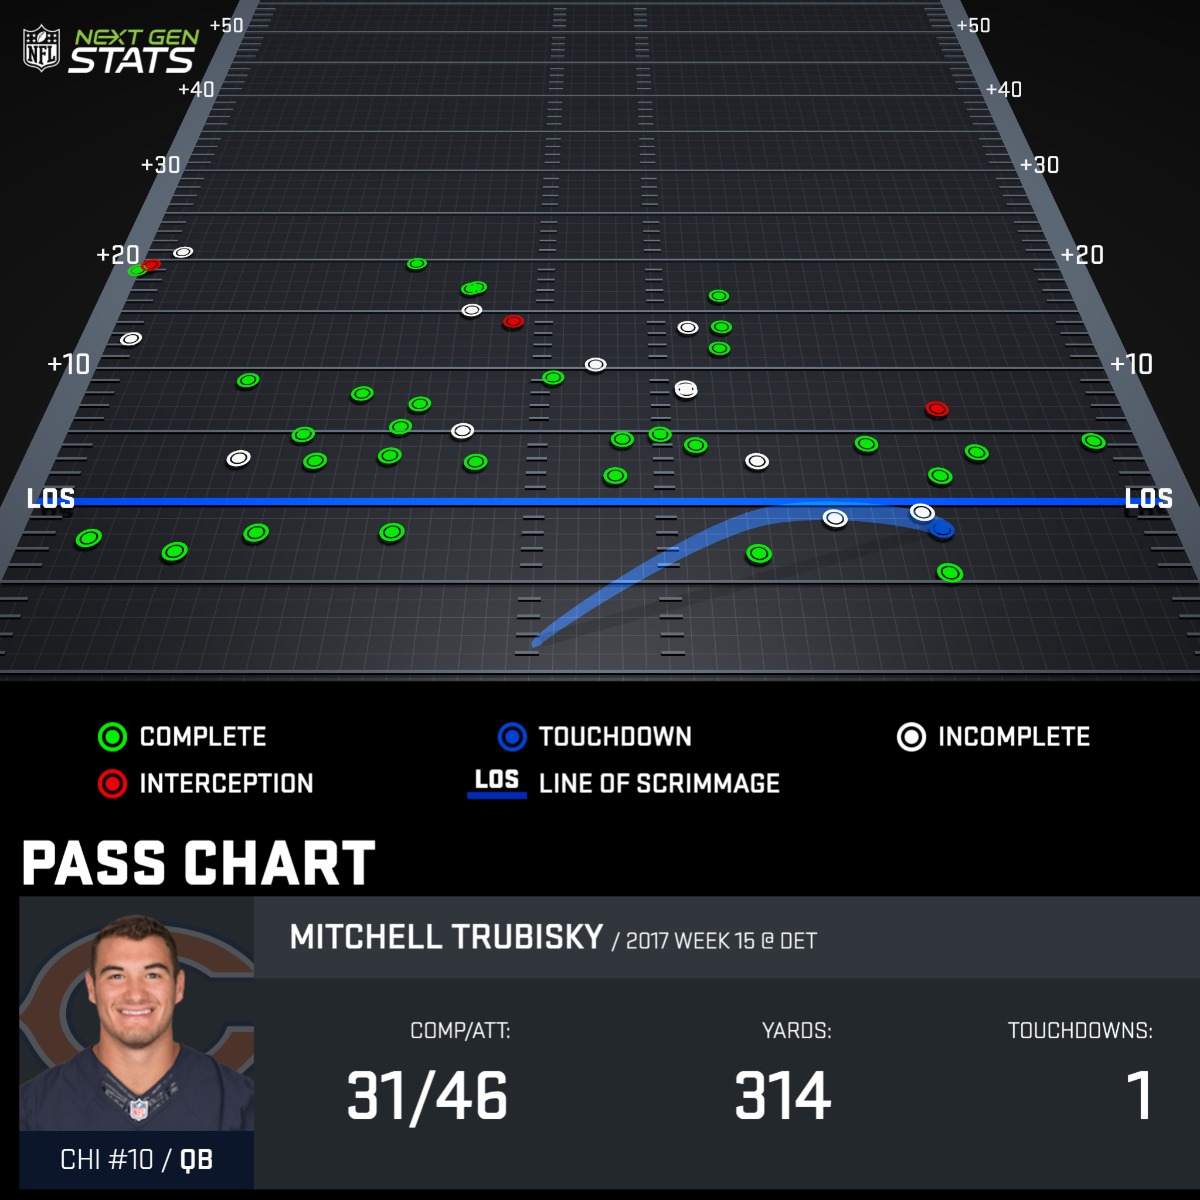 NFL
NEXT GEN
STATS
+50 +50
+40 +40
+30 +30
+20 +20
+10 +10
LOS LOS
COMPLETE TOUCHDOWN INCOMPLETE
INTERCEPTION LOS LINE OF SCRIMMAGE
PASS CHART
MITCHELL TRUBISKY / 2017 WEEK 15 @ DET
COMP/ATT: YARDS: TOUCHDOWNS:
31/46 314 1
CHI #10 / QB